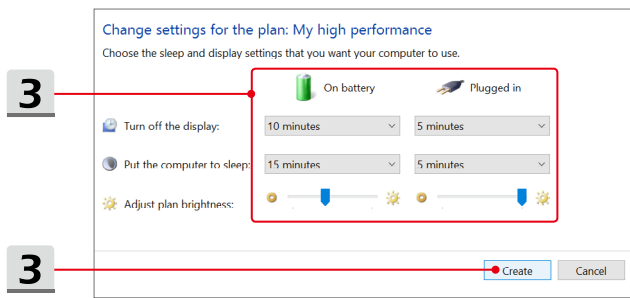 Change settings for the plan: My high performance
Choose the sleep and display settings that you want your computer to use.
3
On battery Plugged in
Turn off the display: 10 minutes 5 minutes
Put the computer to sleep: 15 minutes 5 minutes
Adjust plan brightness:
3
Create Cancel